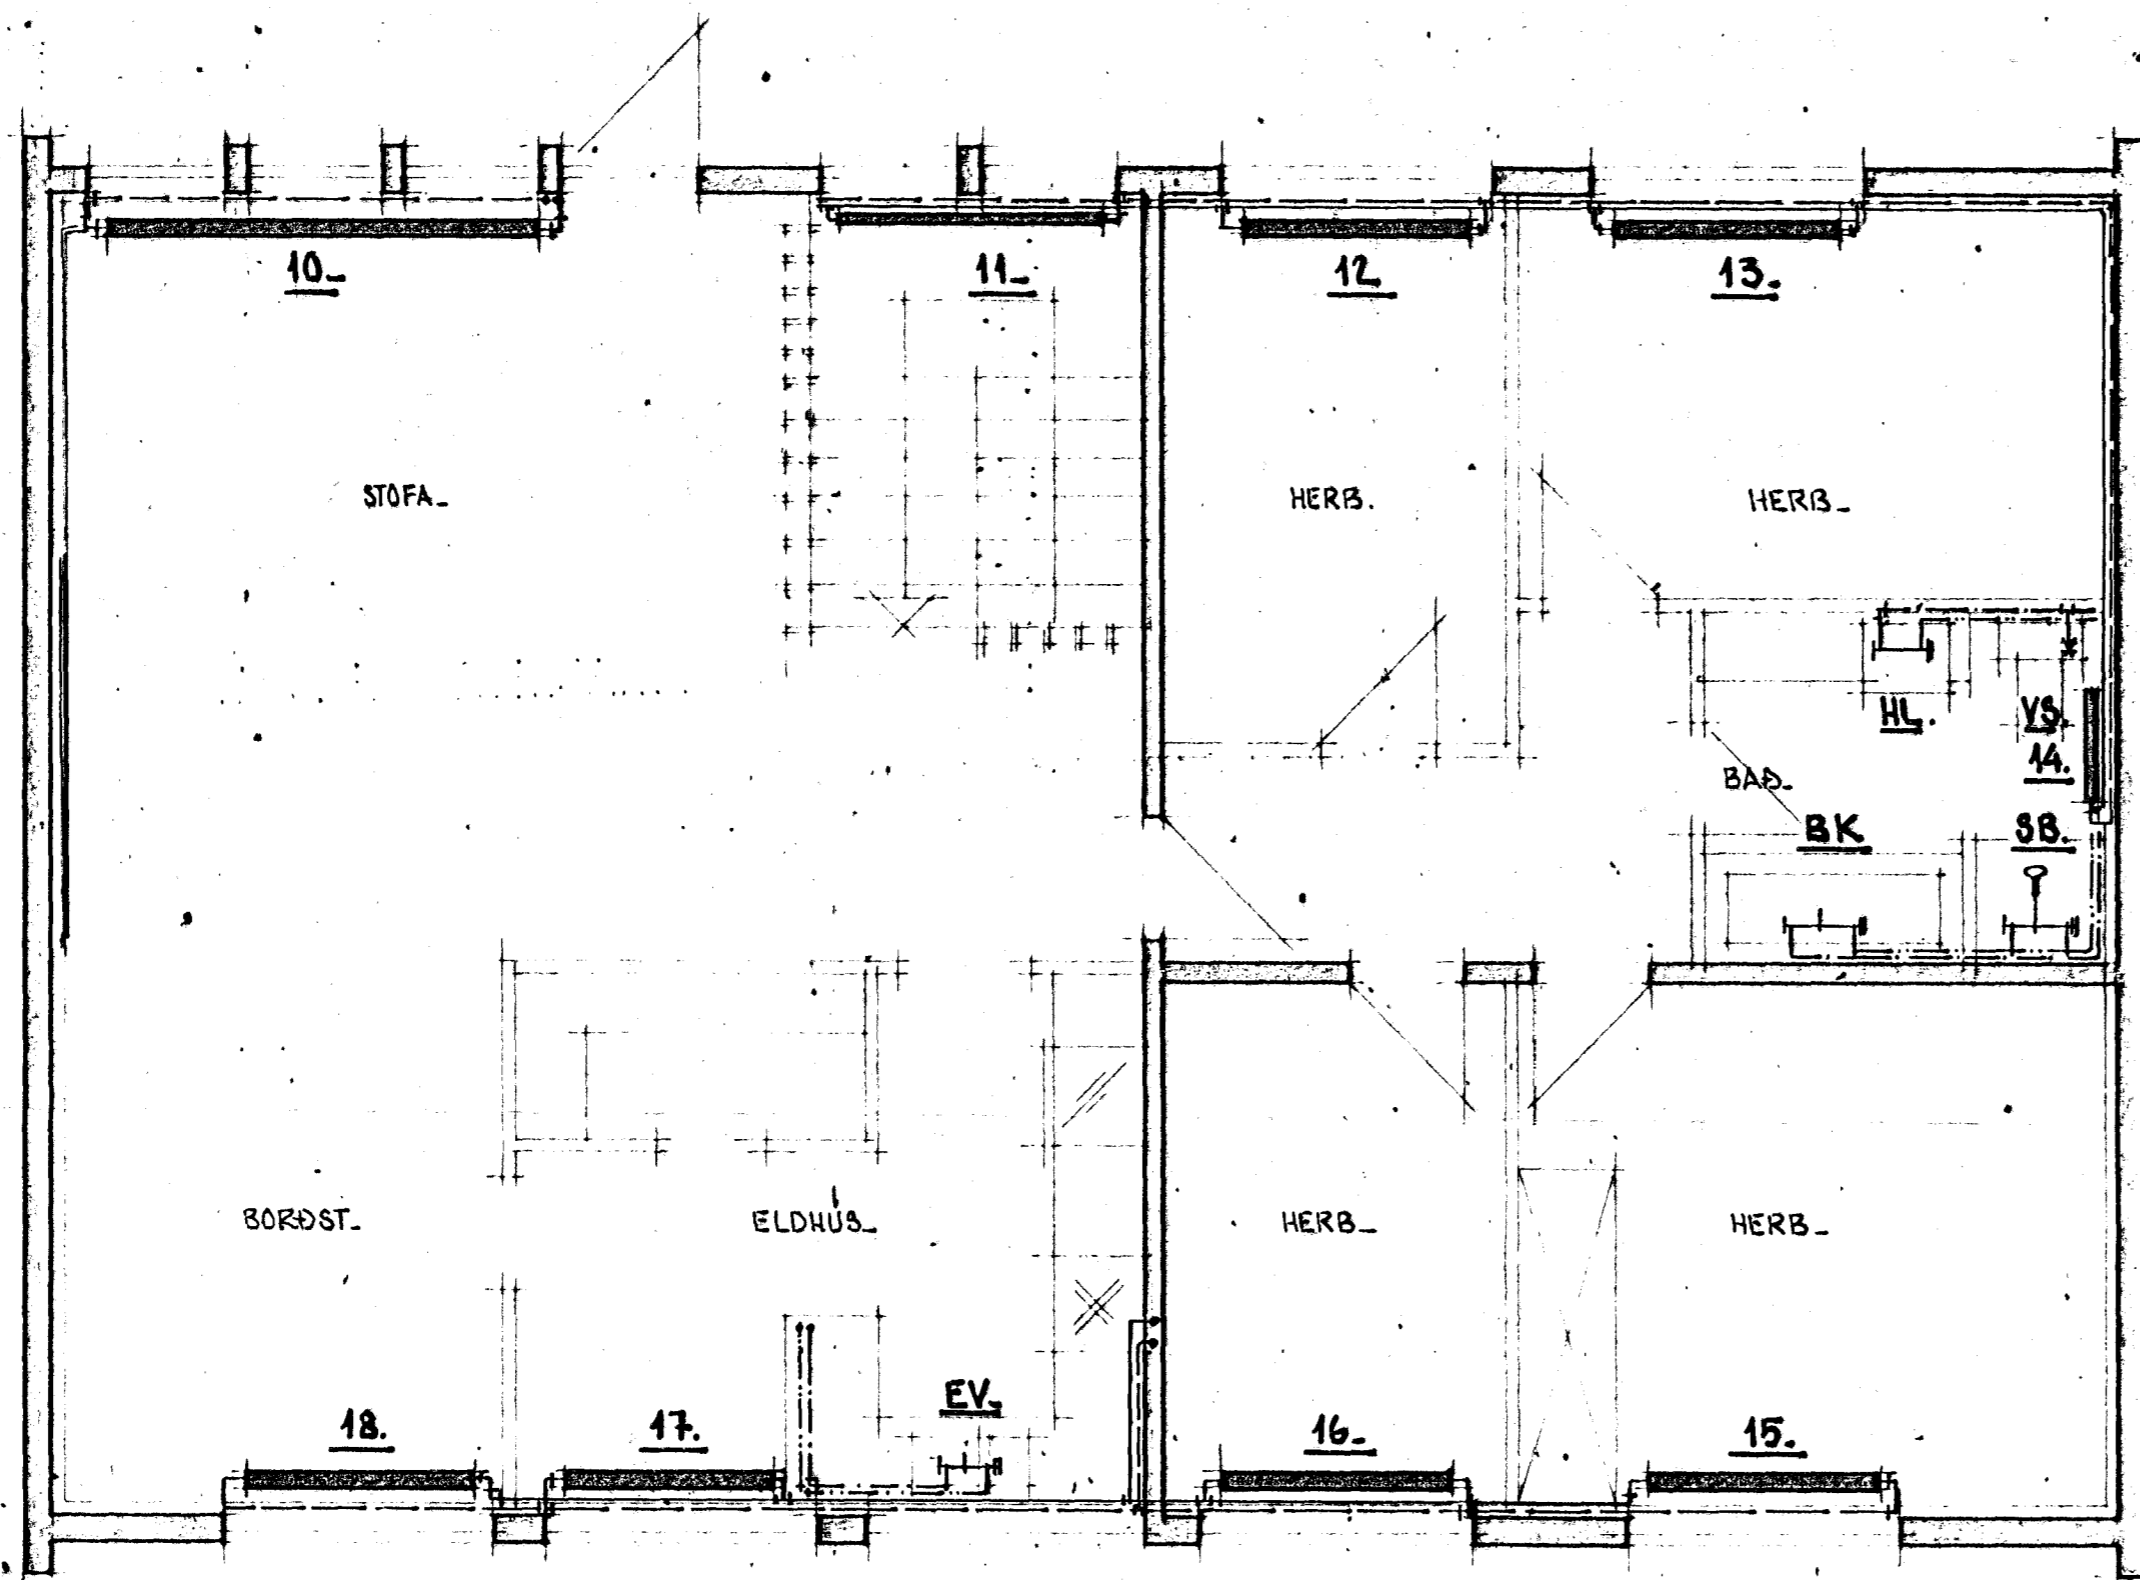 10.
11.
12
13.
STOFA.
HERB.
HERB.
HL.
VS.
14.
BAÐ.
BK
SB.
BORÐST.
ELDHÚS.
HERB.
HERB.
EV.
18.
17.
16.
15.